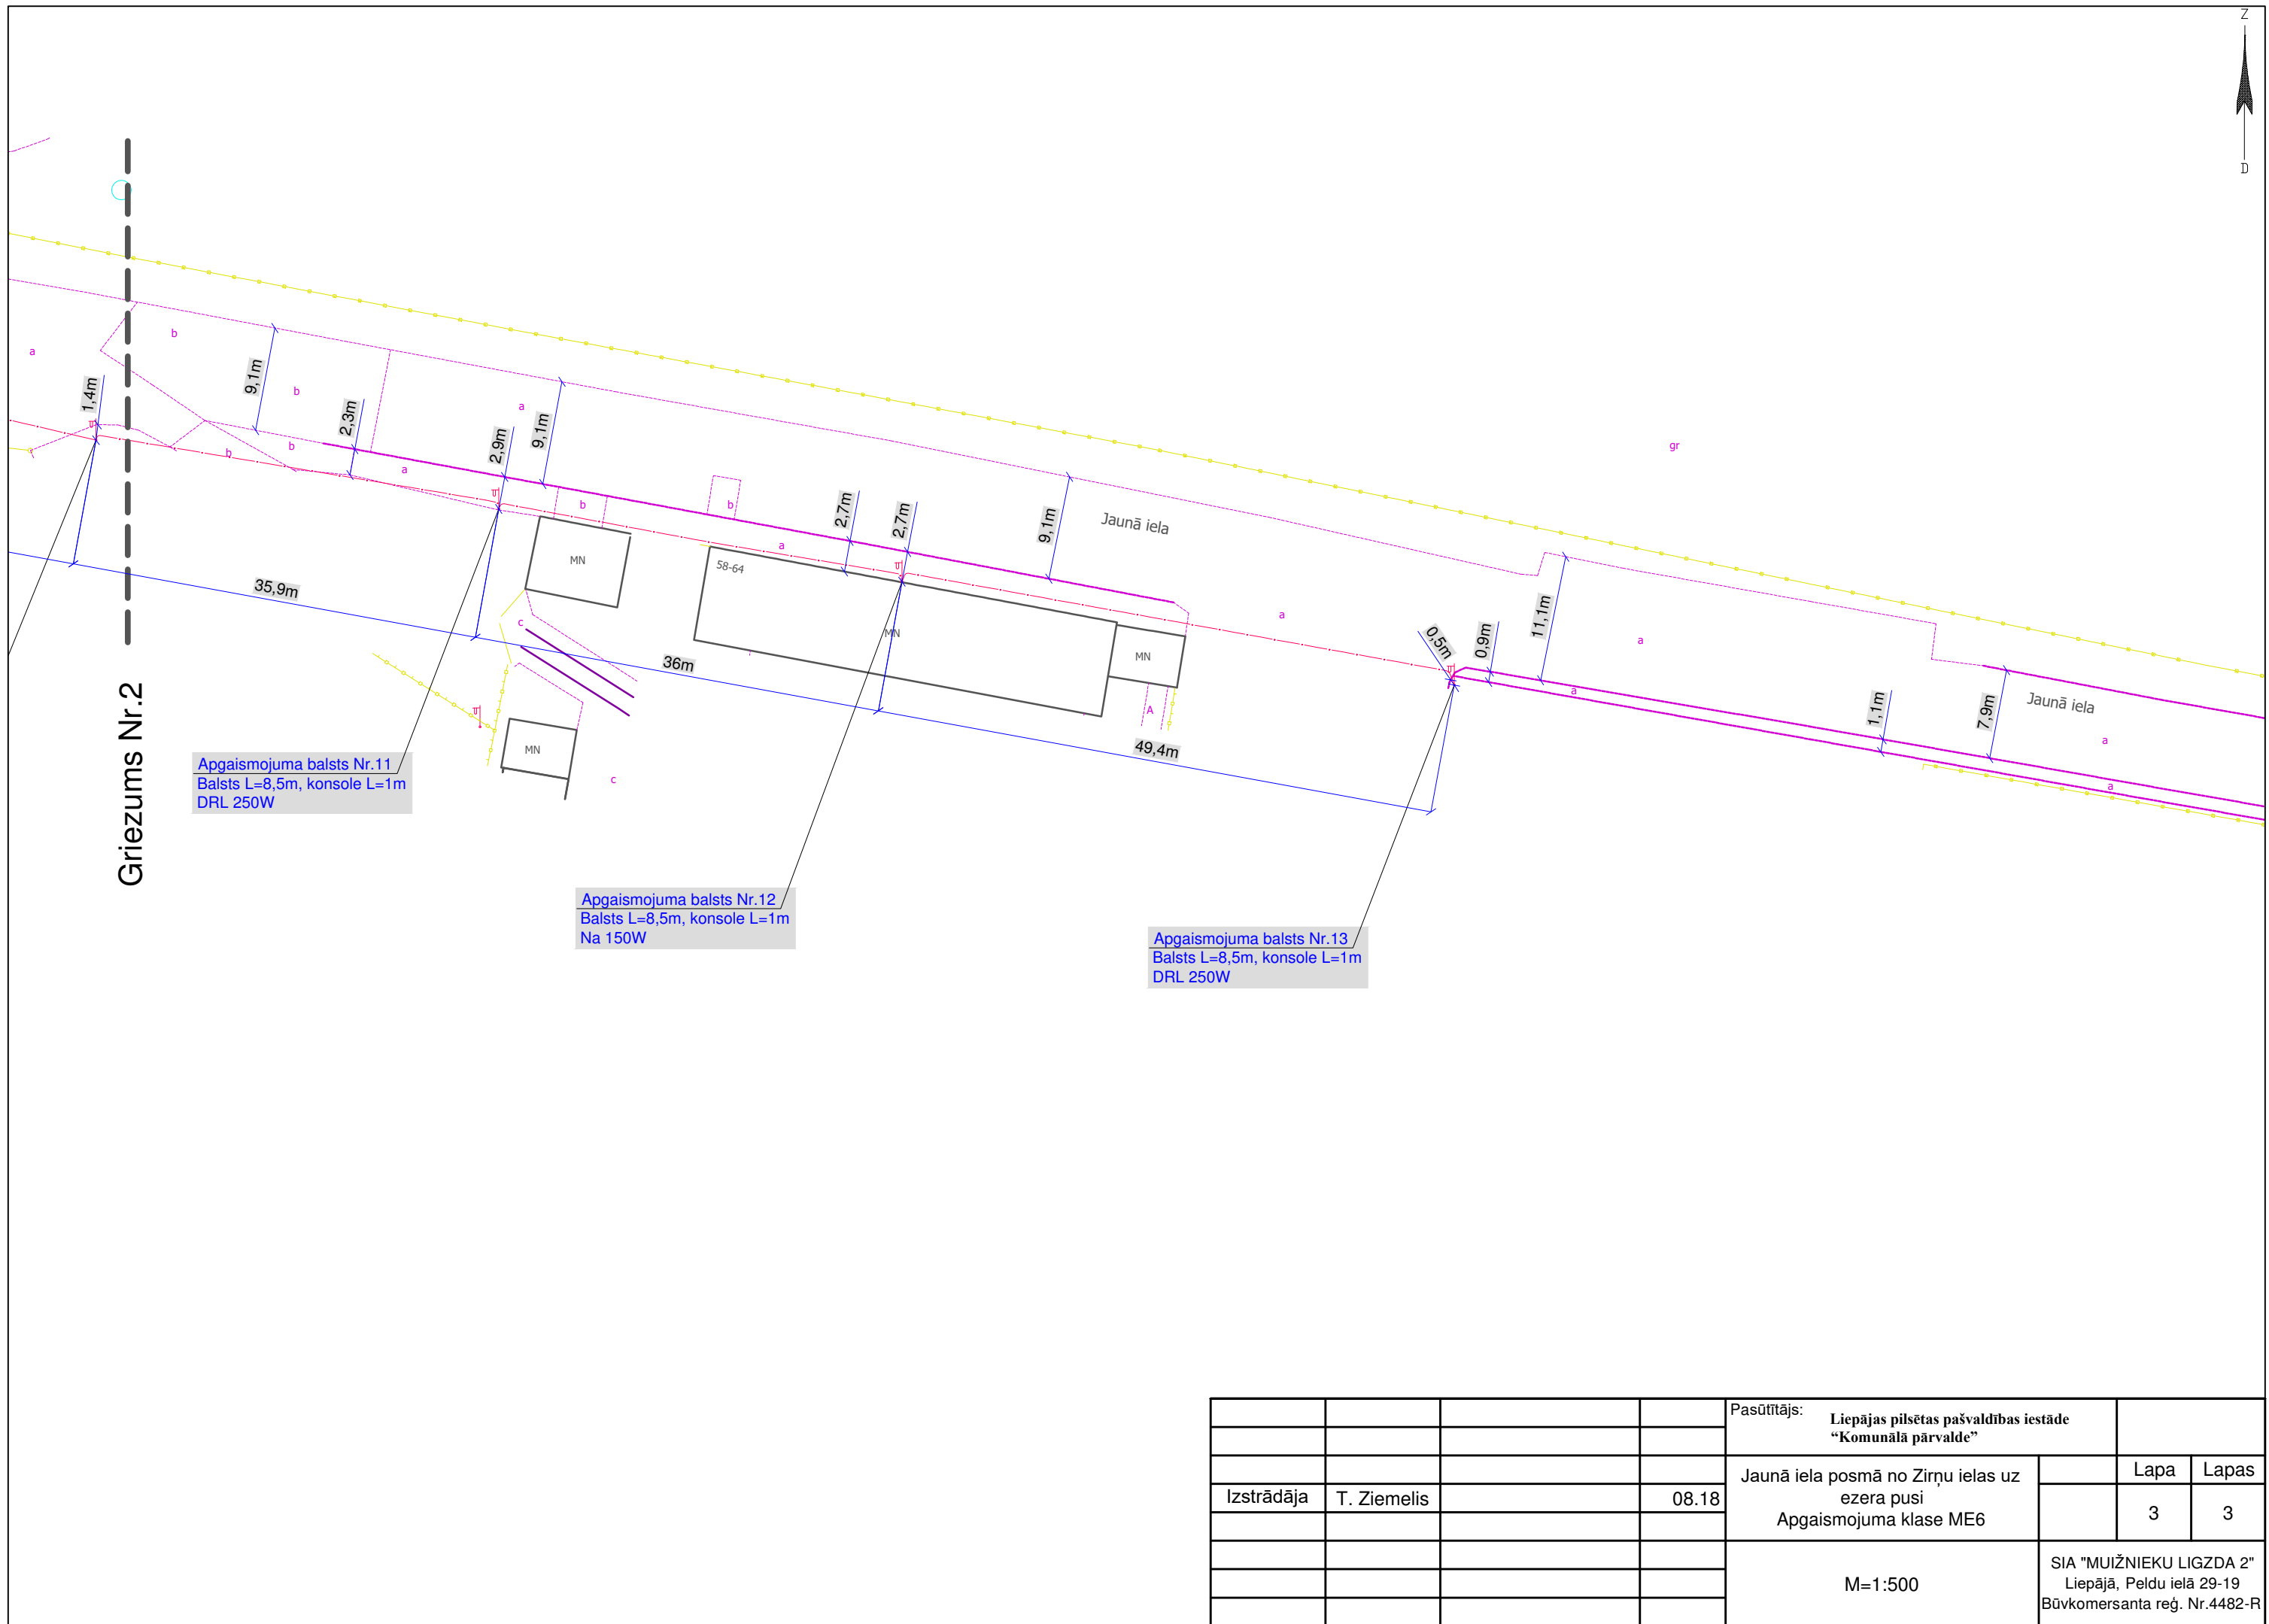 Z
D
b
a
9,1m
b
1,4m
2,3m
a
9,1m
b
b
2,9m
a
gr
b
b
2,7m
2,7m
9,1m
Jaunā iela
a
MN
58-64
35,9m
c
MN
36m
MN
a
0,5m
0,9m
11,1m
a
a
A
1,1m
7,9m
Jaunā iela
a
a
49,4m
MN
c
Griezums Nr.2
Apgaismojuma balsts Nr.11
Balsts L=8,5m, konsole L=1m
DRL 250W
Apgaismojuma balsts Nr.12
Balsts L=8,5m, konsole L=1m
Na 150W
Apgaismojuma balsts Nr.13
Balsts L=8,5m, konsole L=1m
DRL 250W
Pasūtītājs:
Liepājas pilsētas pašvaldības iestāde
“Komunālā pārvalde”
Jaunā iela posmā no Zirņu ielas uz
ezera pusi
Apgaismojuma klase ME6
Lapa
Lapas
Izstrādāja
T. Ziemelis
08.18
3
3
M=1:500
SIA "MUIŽNIEKU LIGZDA 2"
Liepājā, Peldu ielā 29-19
Būvkomersanta reģ. Nr.4482-R